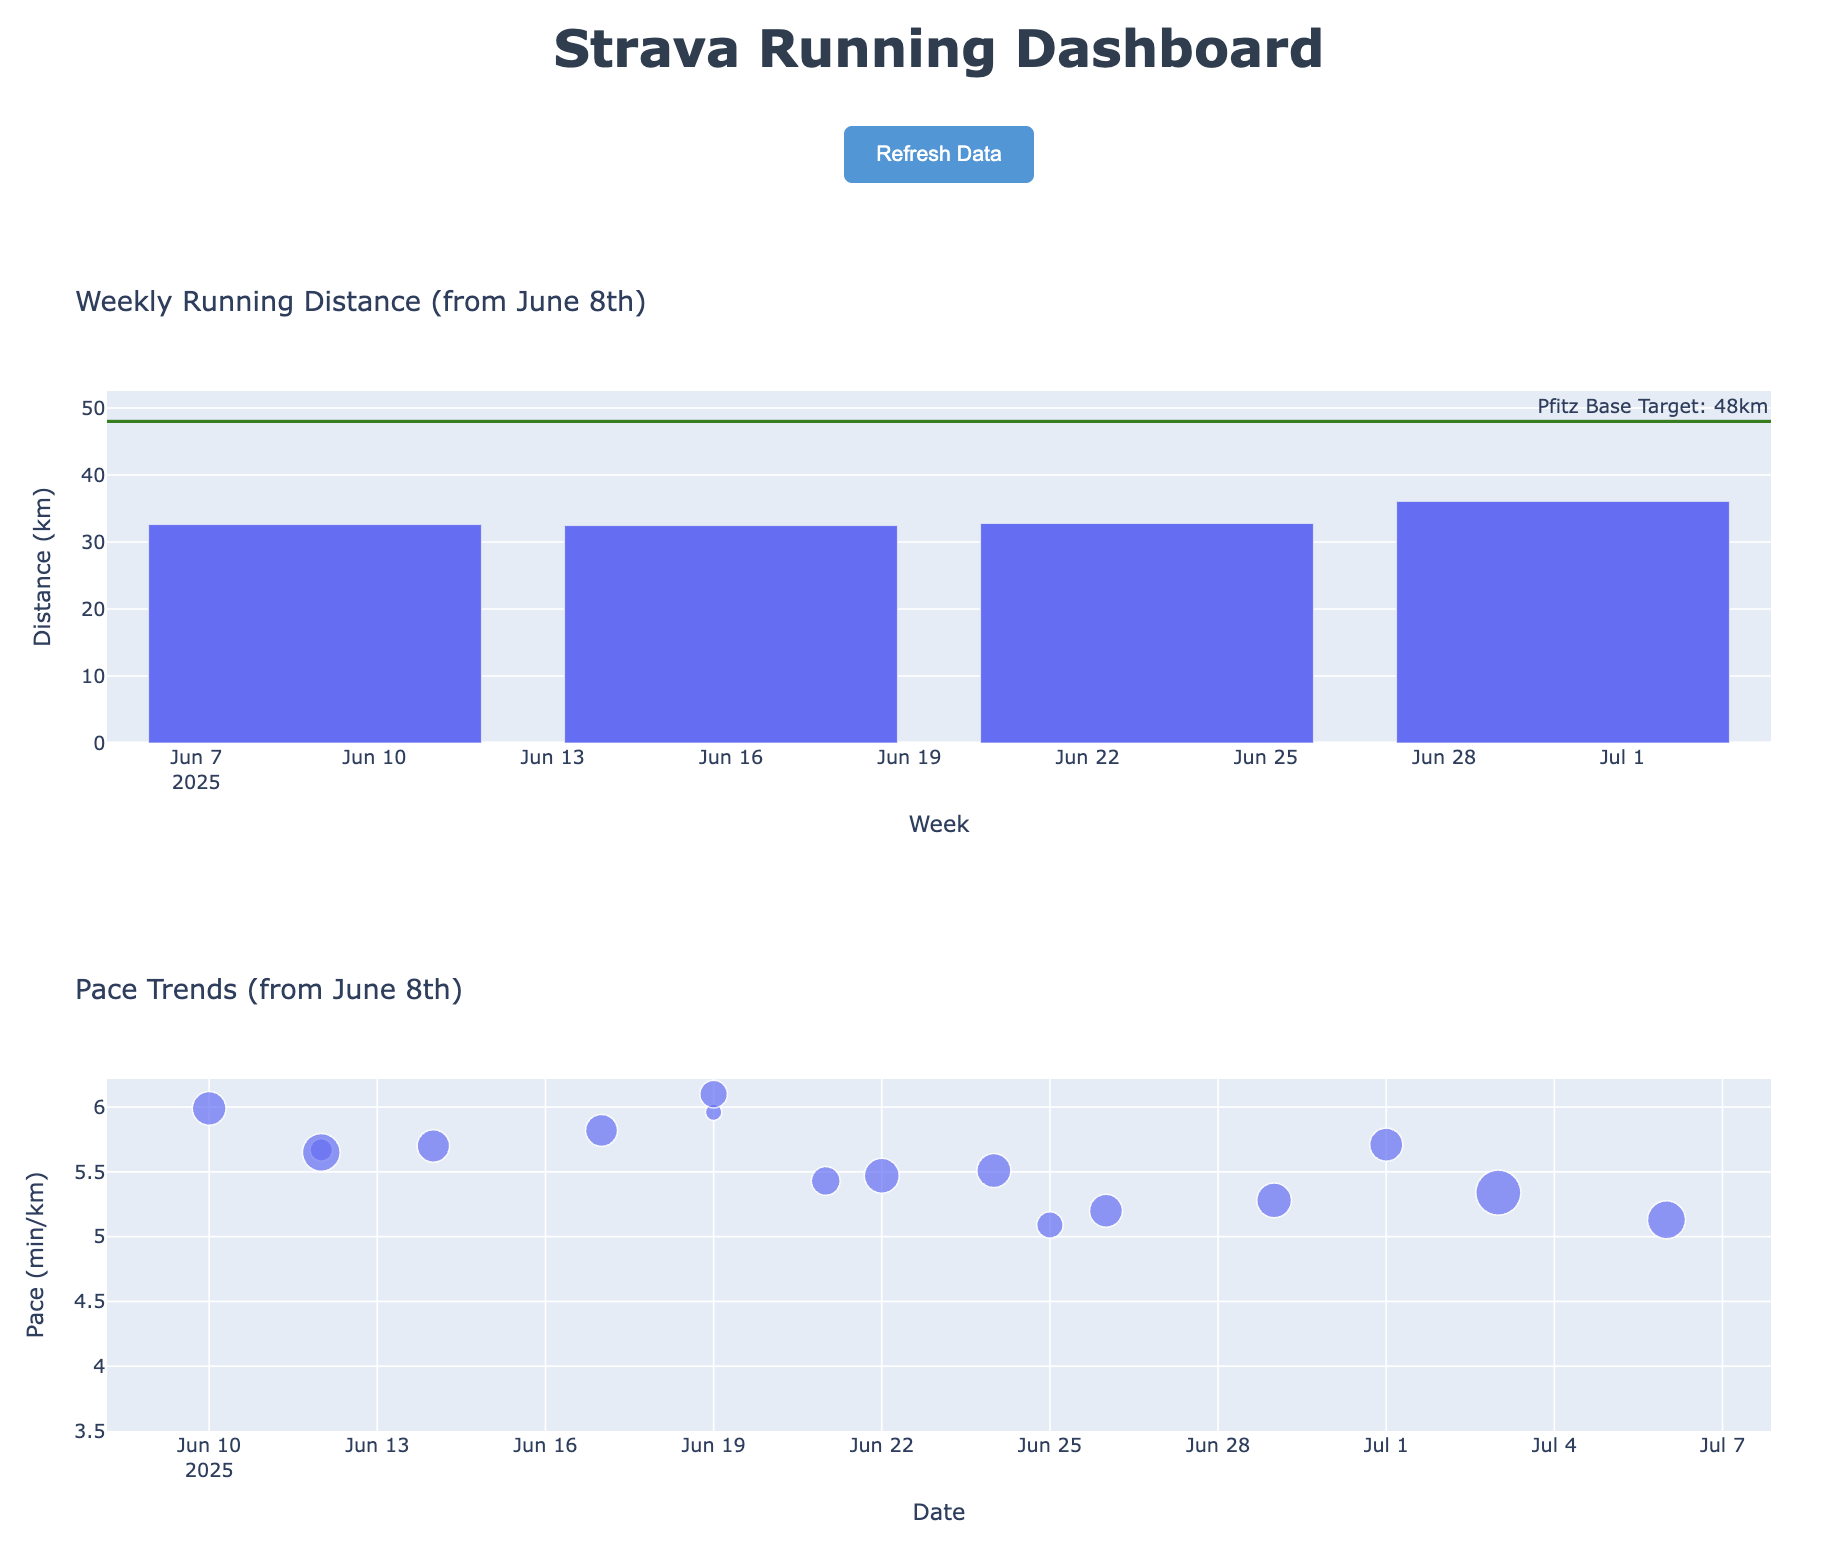 Strava Running Dashboard
Refresh Data
Weekly Running Distance (from June 8th)
Pfitz Base Target: 48km
50
40
30
20
10
0
Distance (km)
Jun 7 Jun 10 Jun 13 Jun 16 Jun 19 Jun 22 Jun 25 Jun 28 Jul 1
2025
Week
Pace Trends (from June 8th)
6
5.5
5
4.5
4
3.5
Pace (min/km)
Jun 10 Jun 13 Jun 16 Jun 19 Jun 22 Jun 25 Jun 28 Jul 1 Jul 4 Jul 7
2025
Date